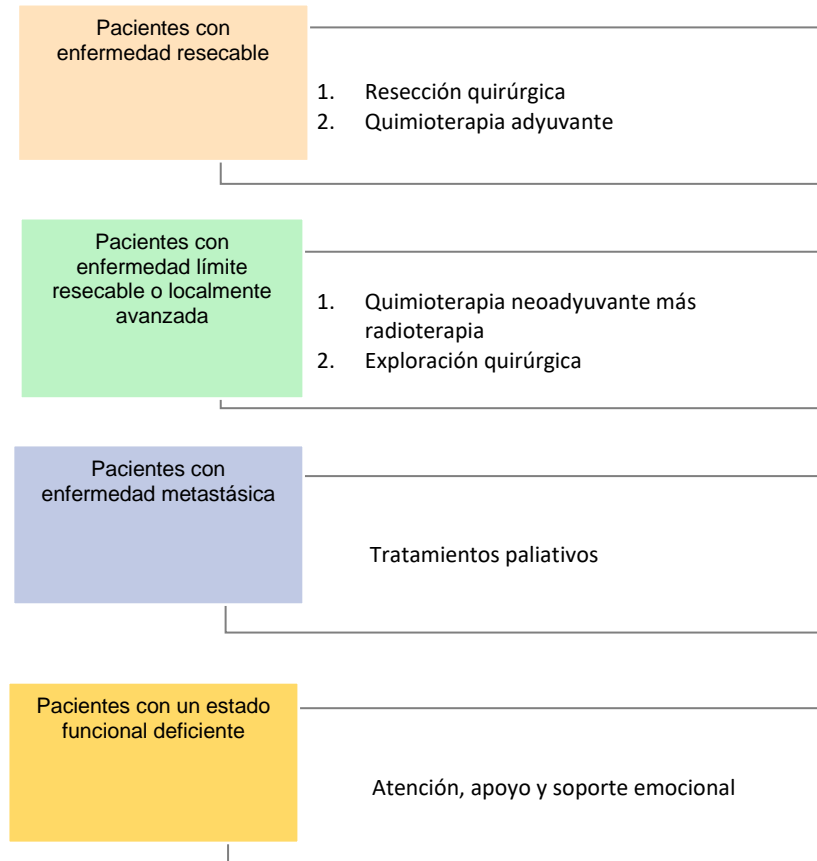 Pacientes con
enfermedad resecable
1. Resección quirúrgica
2. Quimioterapia adyuvante
Pacientes con
enfermedad límite
resecable o localmente
avanzada
1. Quimioterapia neoadyuvante más
radioterapia
2. Exploración quirúrgica
Pacientes con
enfermedad metastásica
Tratamientos paliativos
Pacientes con un estado
funcional deficiente
Atención, apoyo y soporte emocional